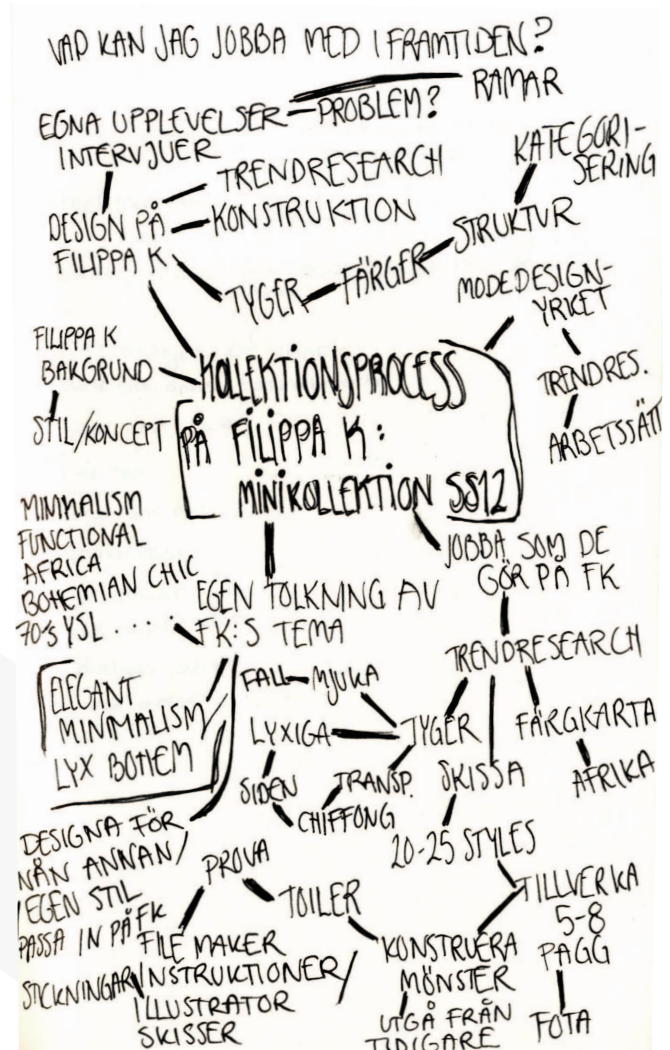 VAD KAN JAG JOBBA MED I FRAMTIDEN?
RAMAR
EGNA UPPLEVELSER
PROBLEM?
INTERVJUER
KATEGORI-
SERING
TRENDRESEARCH
DESIGN PÅ
FILIPPA K
KONSTRUKTION
STRUKTUR
TYGER
FÄRGER
MODEDESIGN-
YRKET
FILIPPA K
BAKGRUND
STIL/KONCEPT
KOLLEKTIONSPROCESS
PÅ FILIPPA K:
MINIKOLLEKTION SS12
TRENDRES.
ARBETSSÄTT
MINIMALISM
FUNCTIONAL
AFRICA
BOHEMIAN CHIC
70's YSL ....
EGEN TOLKNING AV
FK:S TEMA
JOBBA SOM DE
GÖR PÅ FK
TRENDRESEARCH
ELEGANT
MINIMALISM
LYX BOHEM
FALL
MJUKA
LYXIGA
TYGER
FÄRGKARTA
SIDEN
TRANSP.
CHIFFONG
SKISSA
AFRIKA
20-25 STYLES
DESIGNA FÖR
NÅN ANNAN/
/EGEN STIL
PASSA IN PÅ FK
PROVA
TOILER
TILLVERKA
5-8
PAGG
FOTA
FILE MAKER
STICKNINGAR
INSTRUKTIONER/
ILLUSTRATOR
SKISSER
KONSTRUERA
MÖNSTER
UTGÅ FRÅN
TIDIGARE